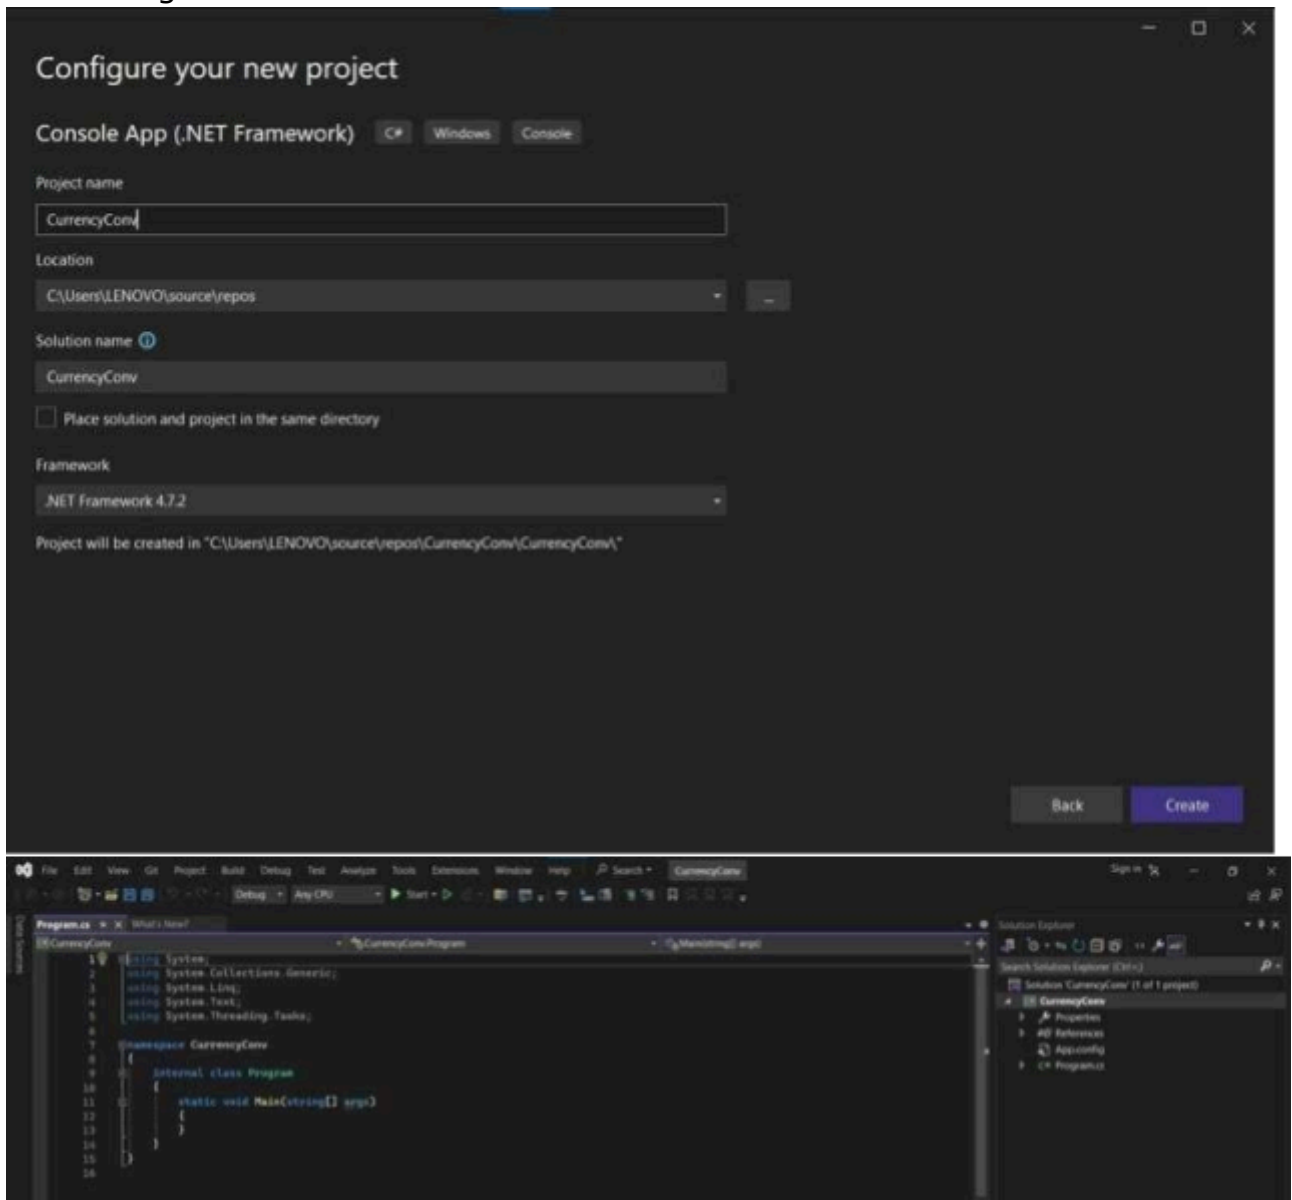 Configure your new project
Console App (.NET Framework) C# Windows Console
Project name
CurrencyConv
Location
C:\Users\LENOVO\source\repos
...
Solution name
CurrencyConv
Place solution and project in the same directory
Framework
.NET Framework 4.7.2
Project will be created in "C:\Users\LENOVO\source\repos\CurrencyConv\CurrencyConv\"
Back Create
File Edit View Git Project Build Debug Test Analyze Tools Extensions Window Help Search CurrencyConv Sign in
Debug Any CPU Start
Data Sources
Program.cs What's New?
CurrencyConv CurrencyConv.Program Main(string[] args)
1 using System;
2 using System.Collections.Generic;
3 using System.Linq;
4 using System.Text;
5 using System.Threading.Tasks;
6
7 namespace CurrencyConv
8 {
9 internal class Program
10 {
11 static void Main(string[] args)
12 {
13 }
14 }
15 }
16
Solution Explorer
Search Solution Explorer (Ctrl+;)
Solution 'CurrencyConv' (1 of 1 project)
CurrencyConv
Properties
References
App.config
C# Program.cs